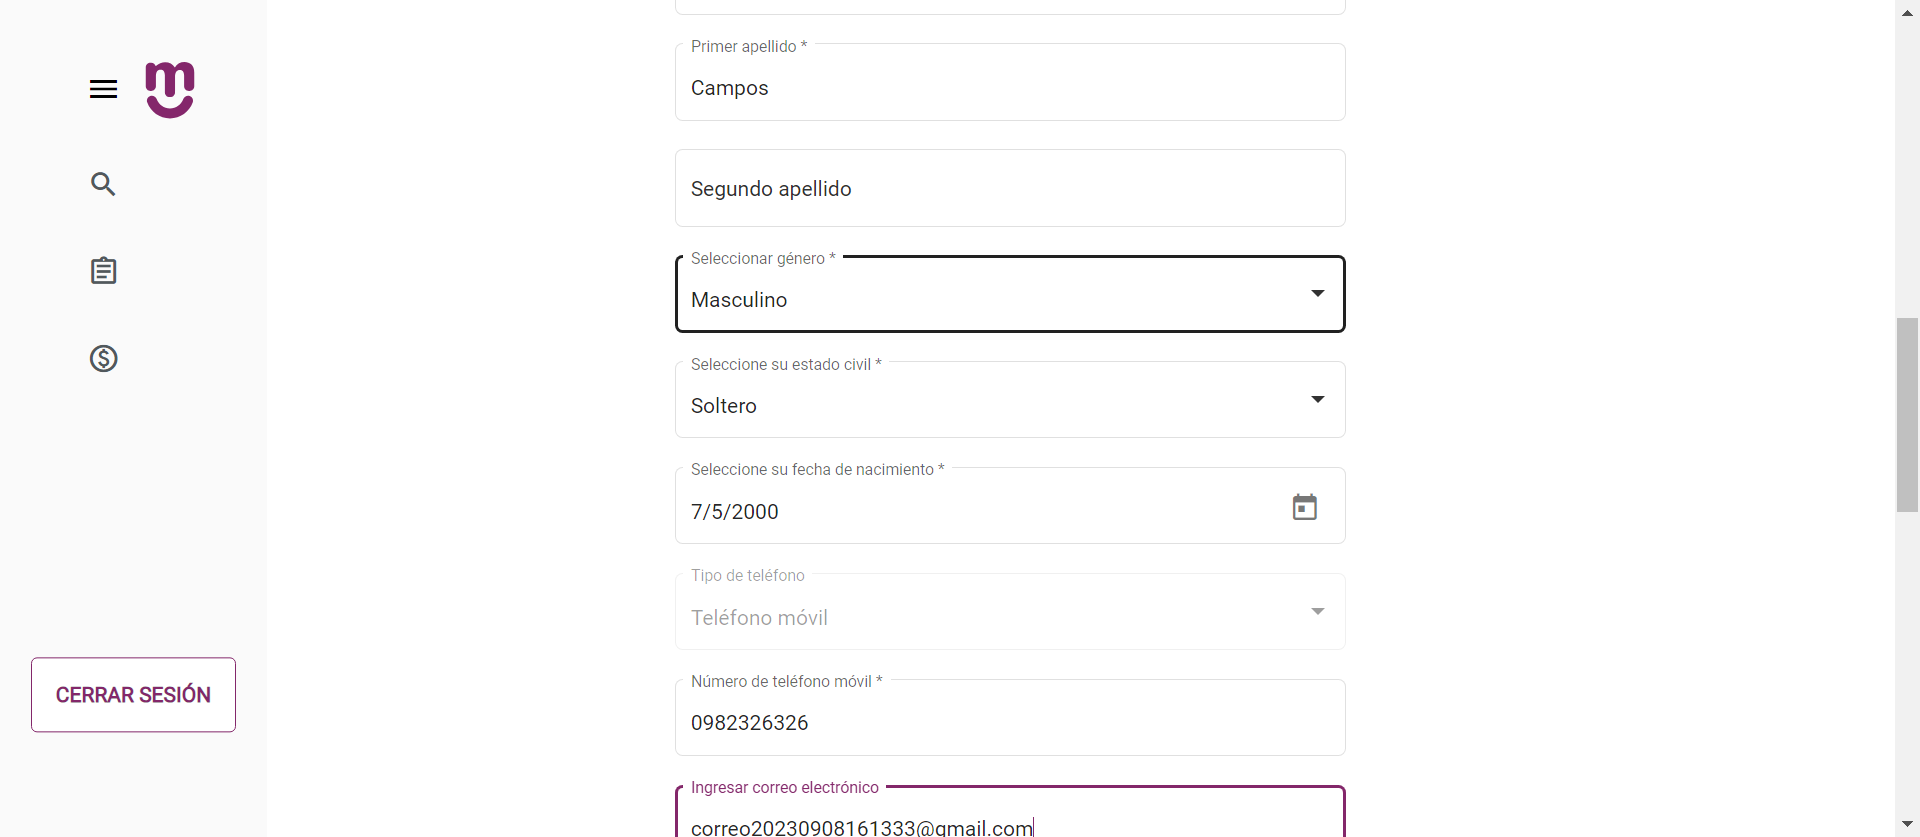 Primer apellido *
Campos
Segundo apellido
Seleccionar género *
Masculino
Seleccione su estado civil *
Soltero
Seleccione su fecha de nacimiento *
7/5/2000
Tipo de teléfono
Teléfono móvil
Número de teléfono móvil *
0982326326
CERRAR SESIÓN
Ingresar correo electrónico
correo20230908161333@gmail.com